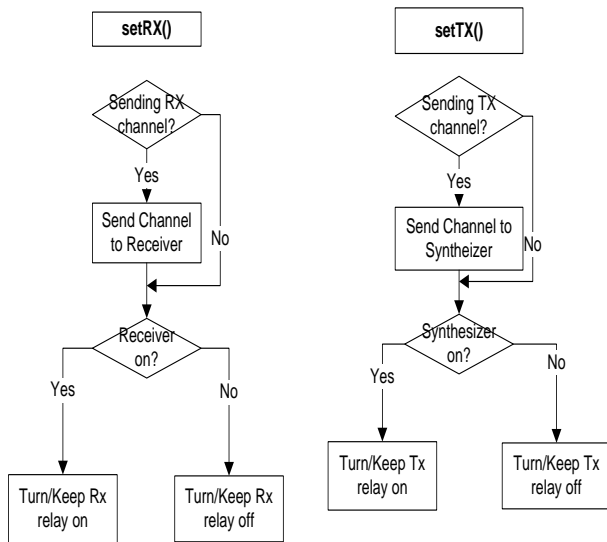 setRX()
Sending RX
channel?
Yes
Send Channel
to Receiver
No
Receiver
on?
Yes
No
Turn/Keep Rx
relay on
Turn/Keep Rx
relay off
setTX()
Sending TX
channel?
Yes
Send Channel to
Syntheizer
No
Synthesizer
on?
Yes
No
Turn/Keep Tx
relay on
Turn/Keep Tx
relay off